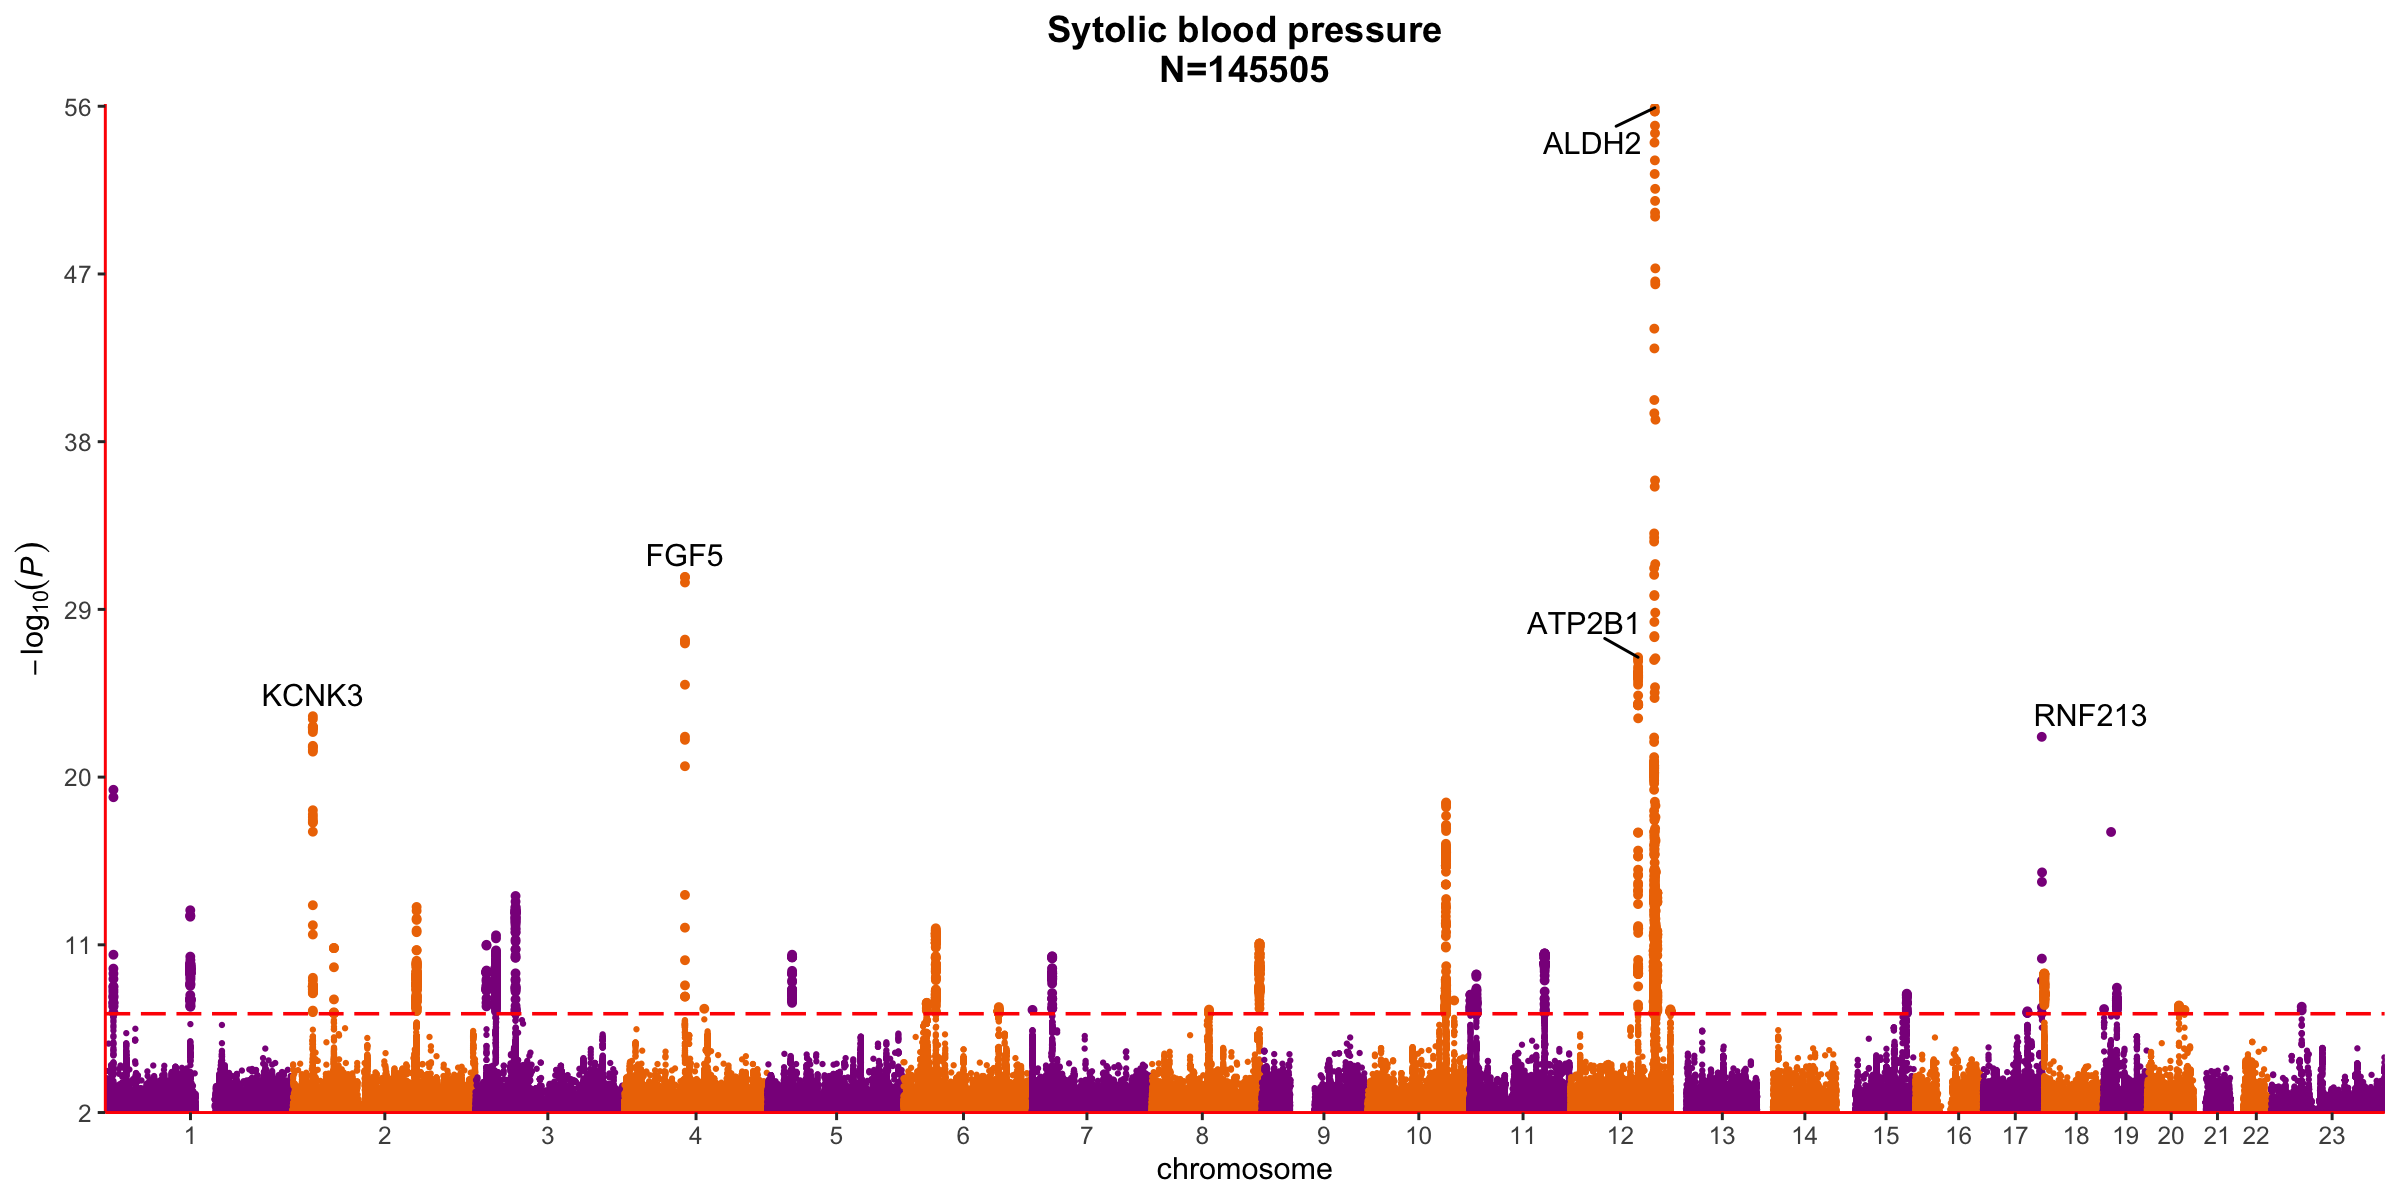 Sytolic blood pressure
N=145505
56
47
38
29
20
11
2
−log₁₀(P)
ALDH2
FGF5
ATP2B1
KCNK3
RNF213
1 2 3 4 5 6 7 8 9 10 11 12 13 14 15 16 17 18 19 20 21 22 23
chromosome